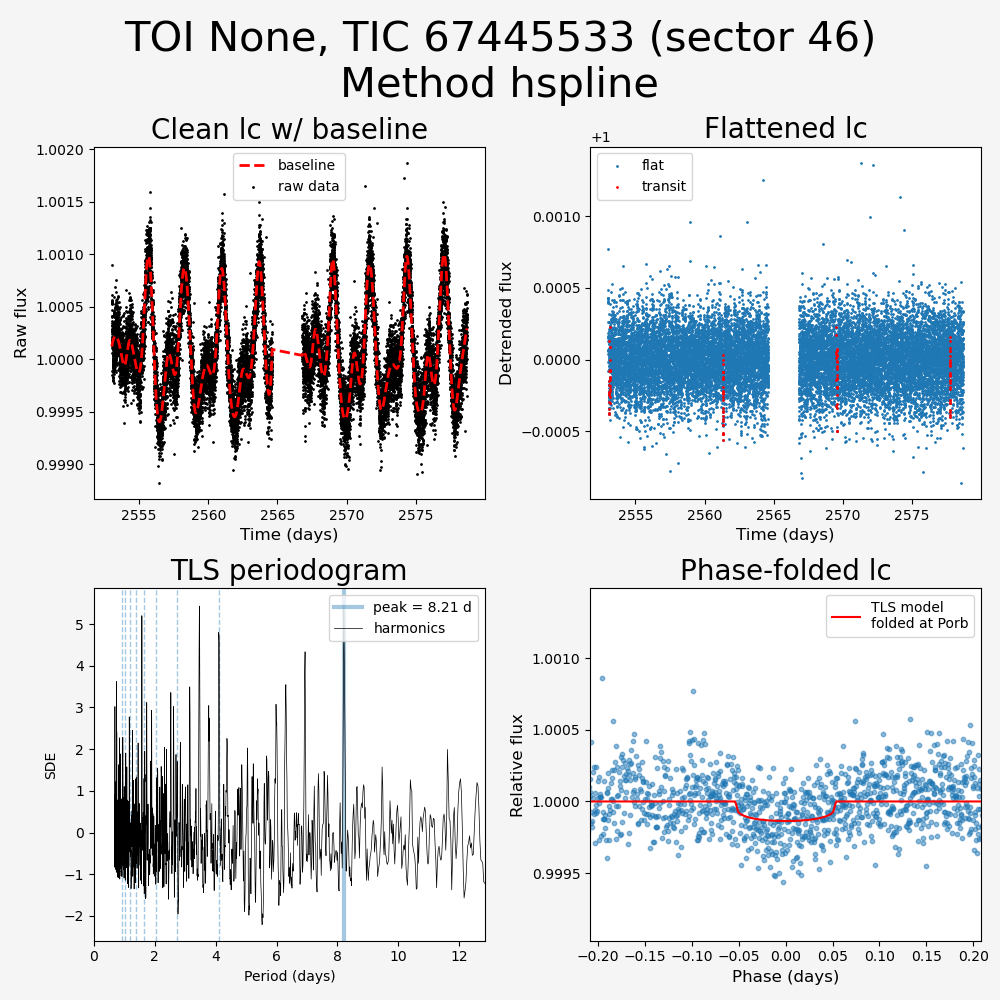 TOI None, TIC 67445533 (sector 46)
Method hspline
Clean lc w/ baseline
Raw flux
1.0020
1.0015
1.0010
1.0005
1.0000
0.9995
0.9990
baseline
raw data
2555
2560
2565
2570
2575
Time (days)
Flattened lc
+1
Detrended flux
0.0010
0.0005
0.0000
−0.0005
flat
transit
2555
2560
2565
2570
2575
Time (days)
TLS periodogram
SDE
5
4
3
2
1
0
−1
−2
peak = 8.21 d
harmonics
0
2
4
6
8
10
12
Period (days)
Phase-folded lc
Relative flux
1.0010
1.0005
1.0000
0.9995
TLS model
folded at Porb
−0.20
−0.15
−0.10
−0.05
0.00
0.05
0.10
0.15
0.20
Phase (days)